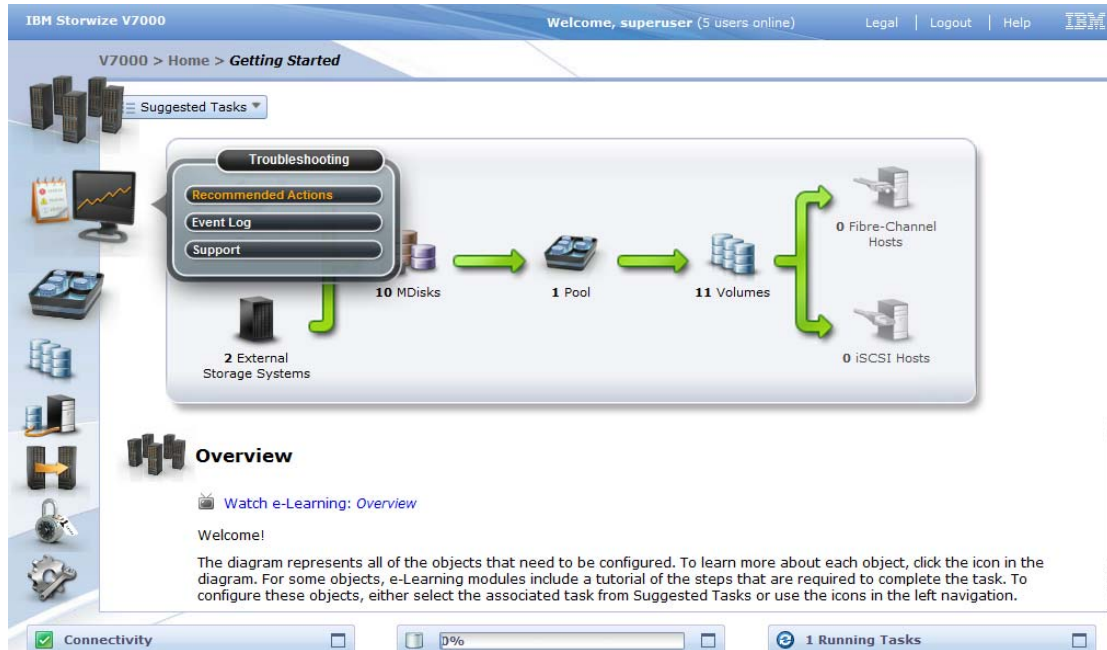 IBM Storwize V7000
Welcome, superuser (5 users online)
Legal | Logout | Help
IBM
V7000 > Home > Getting Started
Suggested Tasks
Troubleshooting
Recommended Actions
Event Log
Support
10 MDisks
1 Pool
11 Volumes
0 Fibre-Channel
Hosts
2 External
Storage Systems
0 iSCSI Hosts
Overview
Watch e-Learning: Overview
Welcome!
The diagram represents all of the objects that need to be configured. To learn more about each object, click the icon in the
diagram. For some objects, e-Learning modules include a tutorial of the steps that are required to complete the task. To
configure these objects, either select the associated task from Suggested Tasks or use the icons in the left navigation.
Connectivity
0%
1 Running Tasks